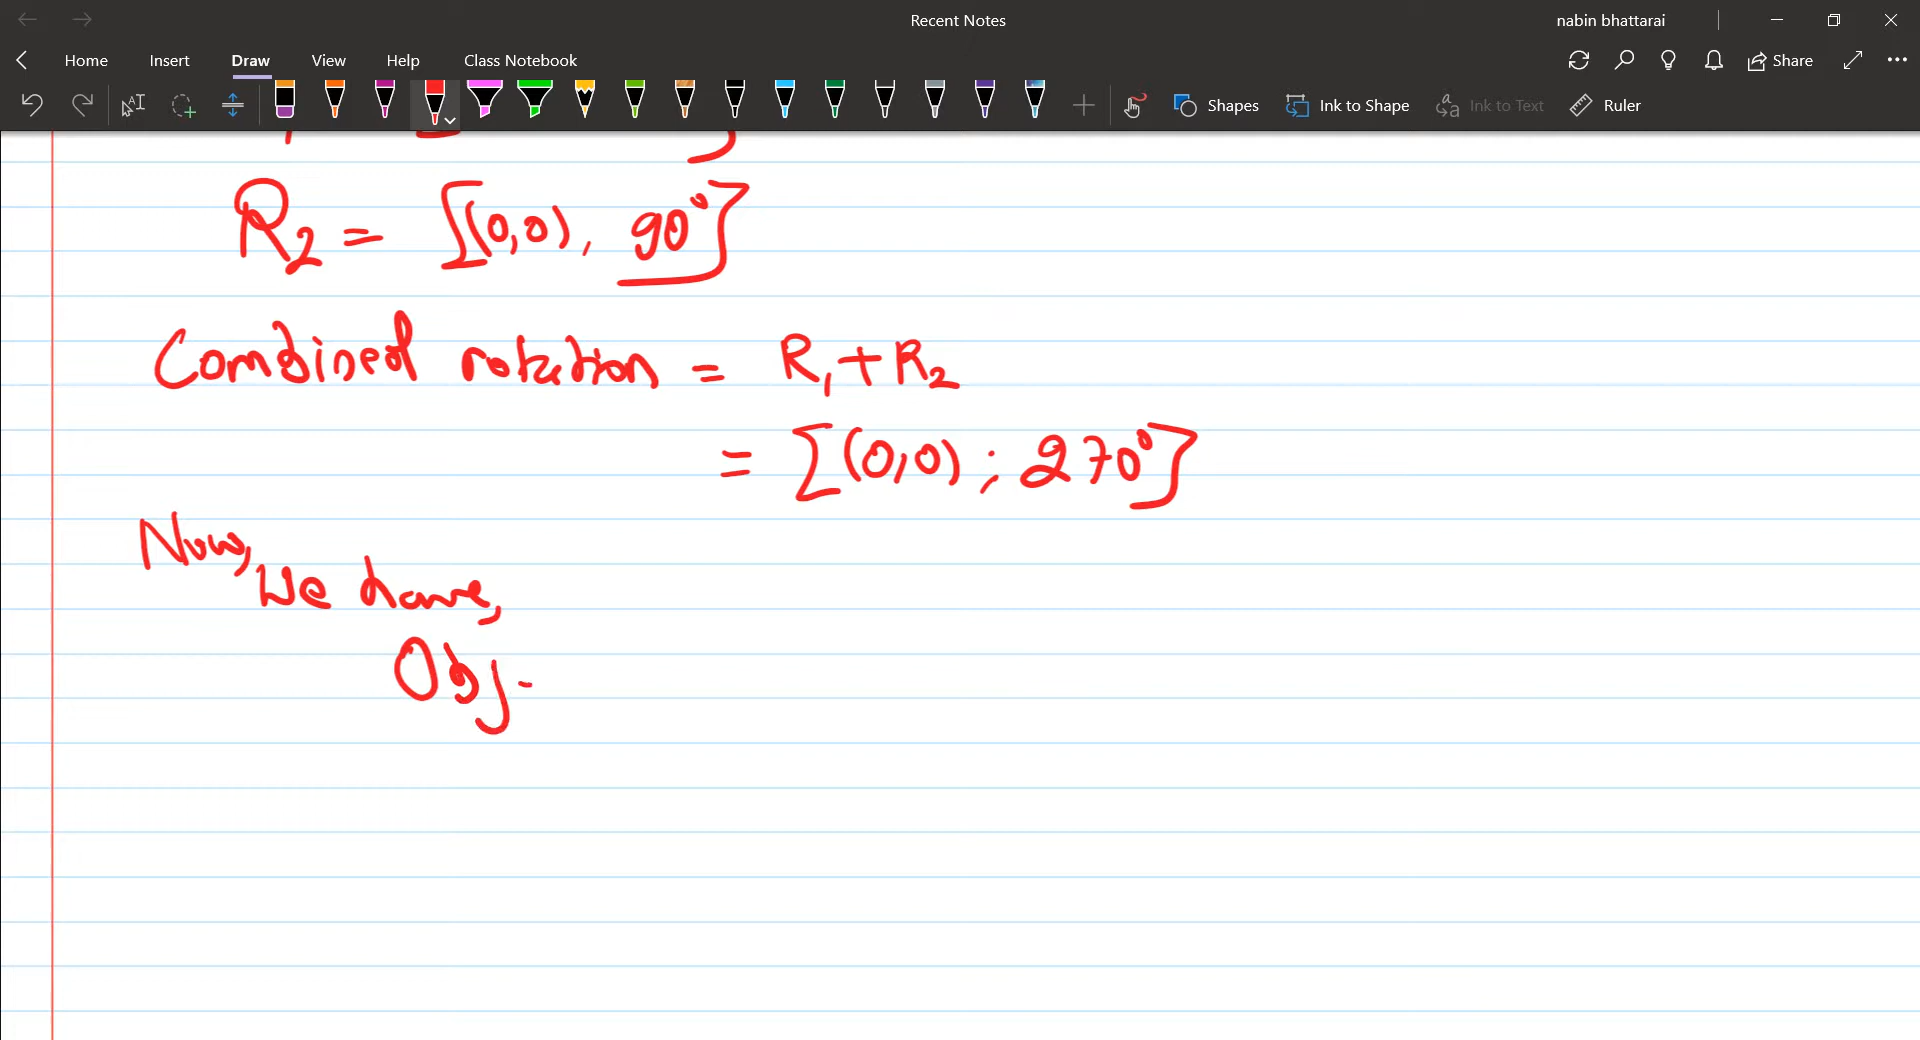 Recent Notes
nabin bhattarai
Home Insert Draw View Help Class Notebook
Share
Shapes Ink to Shape Ink to Text Ruler
R2 = [(0,0), 90°]
Combined rotation = R1 + R2
= [(0,0) ; 270°]
Now,
We have,
Obj-